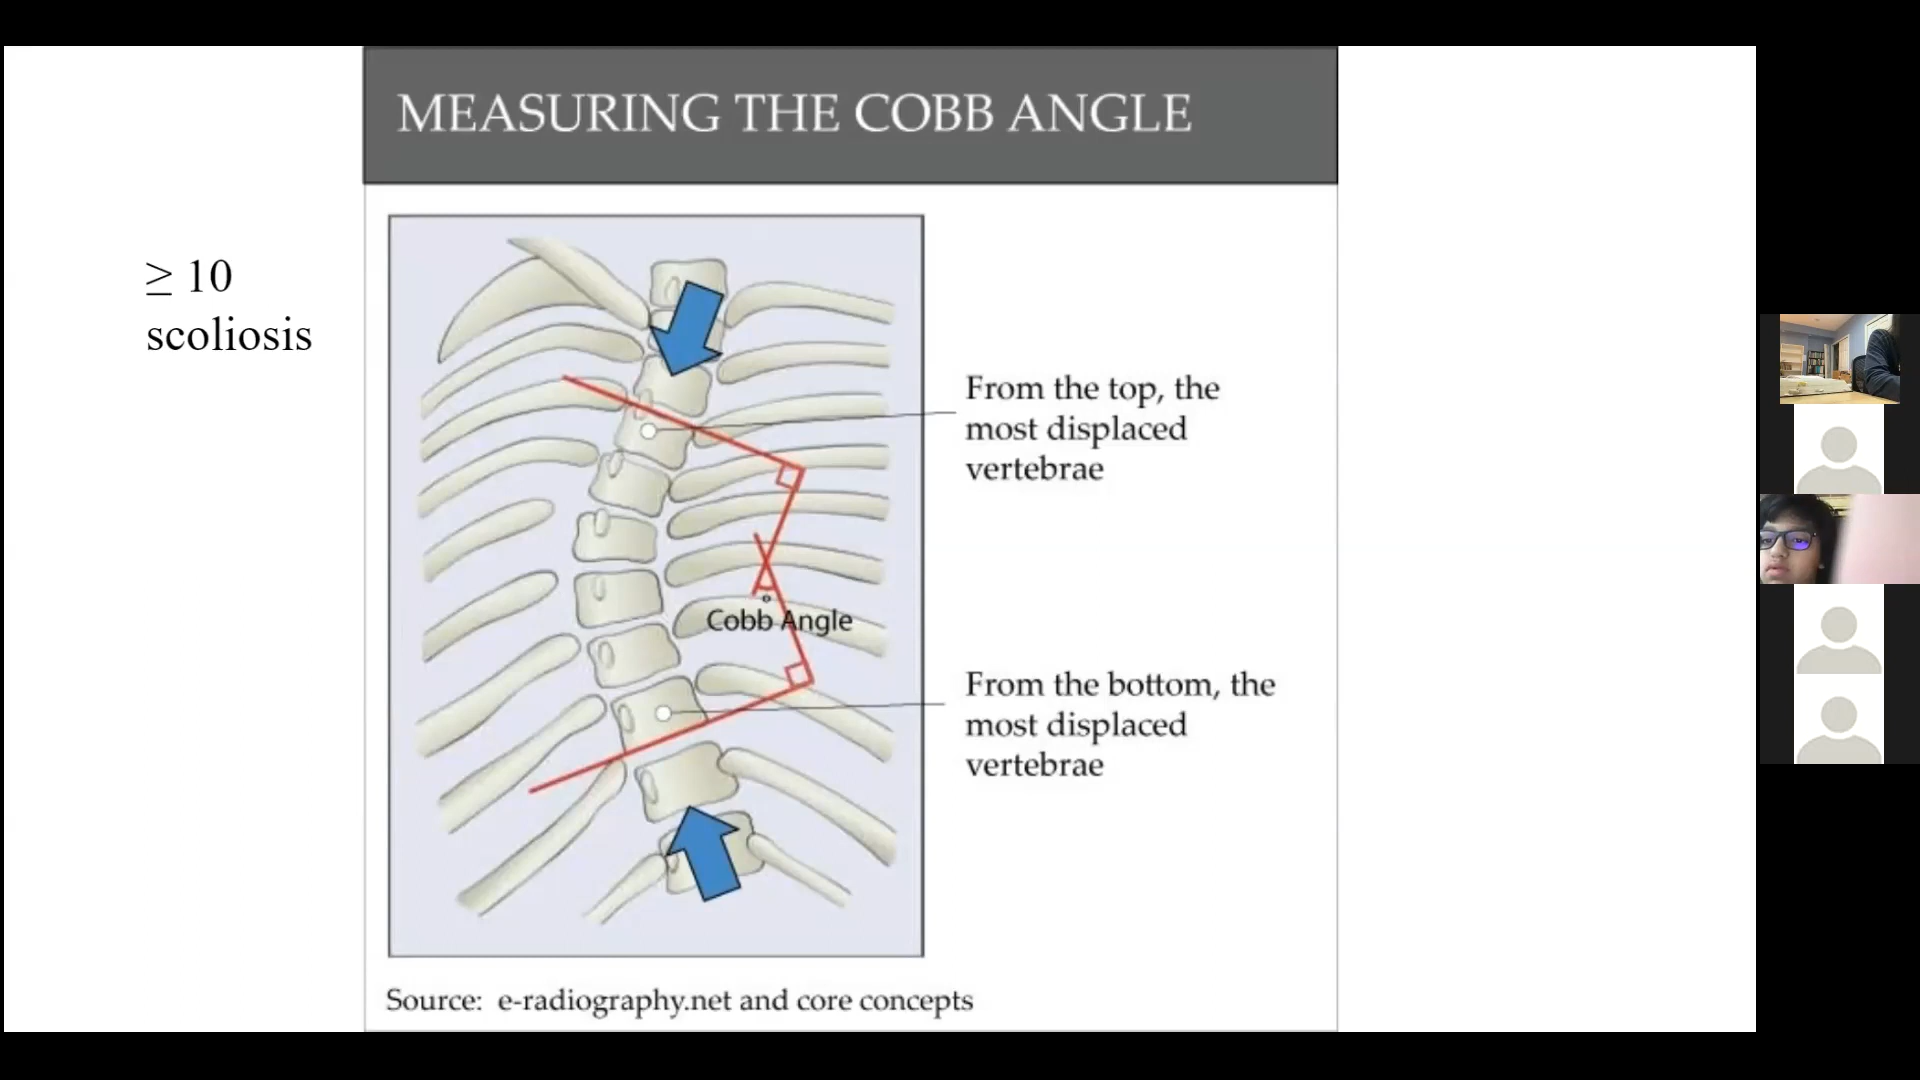 MEASURING THE COBB ANGLE
≥ 10
scoliosis
From the top, the
most displaced
vertebrae
Cobb Angle
From the bottom, the
most displaced
vertebrae
Source: e-radiography.net and core concepts